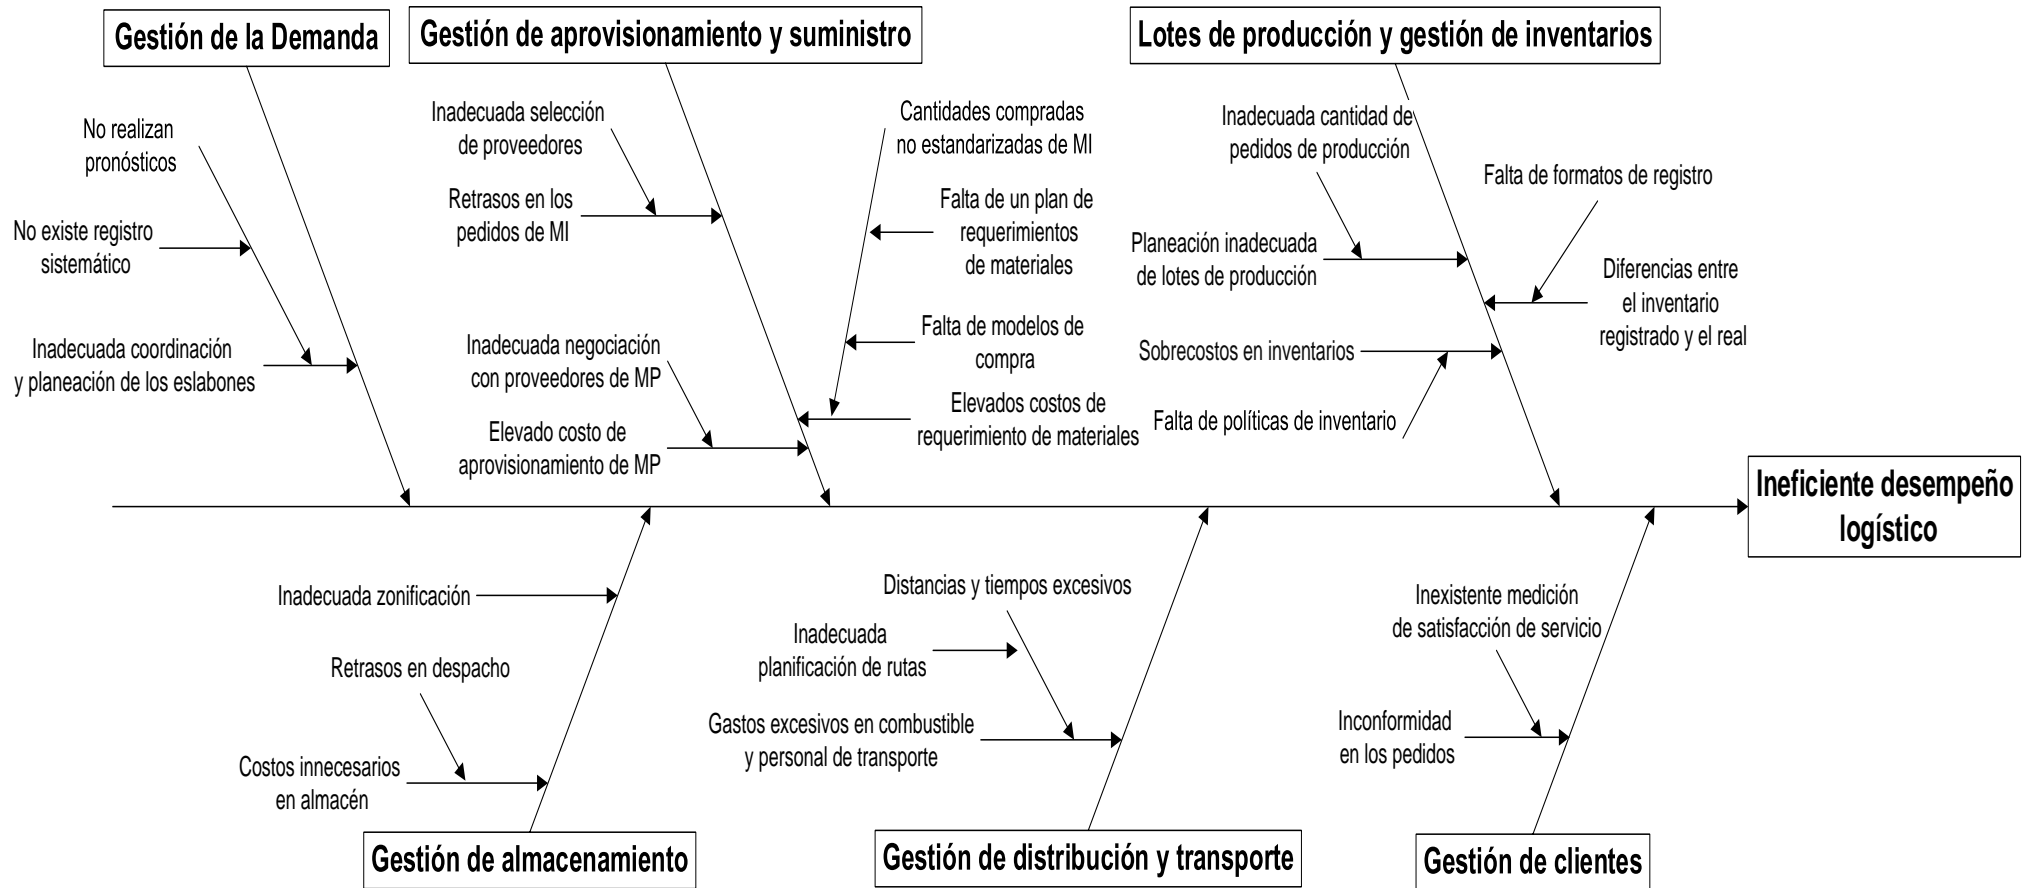 Gestión de la Demanda
Gestión de aprovisionamiento y suministro
Lotes de producción y gestión de inventarios
No realizan
pronósticos
No existe registro
sistemático
Inadecuada coordinación
y planeación de los eslabones
Inadecuada selección
de proveedores
Retrasos en los
pedidos de MI
Inadecuada negociación
con proveedores de MP
Elevado costo de
aprovisionamiento de MP
Cantidades compradas
no estandarizadas de MI
Falta de un plan de
requerimientos
de materiales
Falta de modelos de
compra
Elevados costos de
requerimiento de materiales
Inadecuada cantidad de
pedidos de producción
Planeación inadecuada
de lotes de producción
Sobrecostos en inventarios
Falta de políticas de inventario
Falta de formatos de registro
Diferencias entre
el inventario
registrado y el real
Ineficiente desempeño
logístico
Inadecuada zonificación
Retrasos en despacho
Costos innecesarios
en almacén
Distancias y tiempos excesivos
Inadecuada
planificación de rutas
Gastos excesivos en combustible
y personal de transporte
Inexistente medición
de satisfacción de servicio
Inconformidad
en los pedidos
Gestión de almacenamiento
Gestión de distribución y transporte
Gestión de clientes